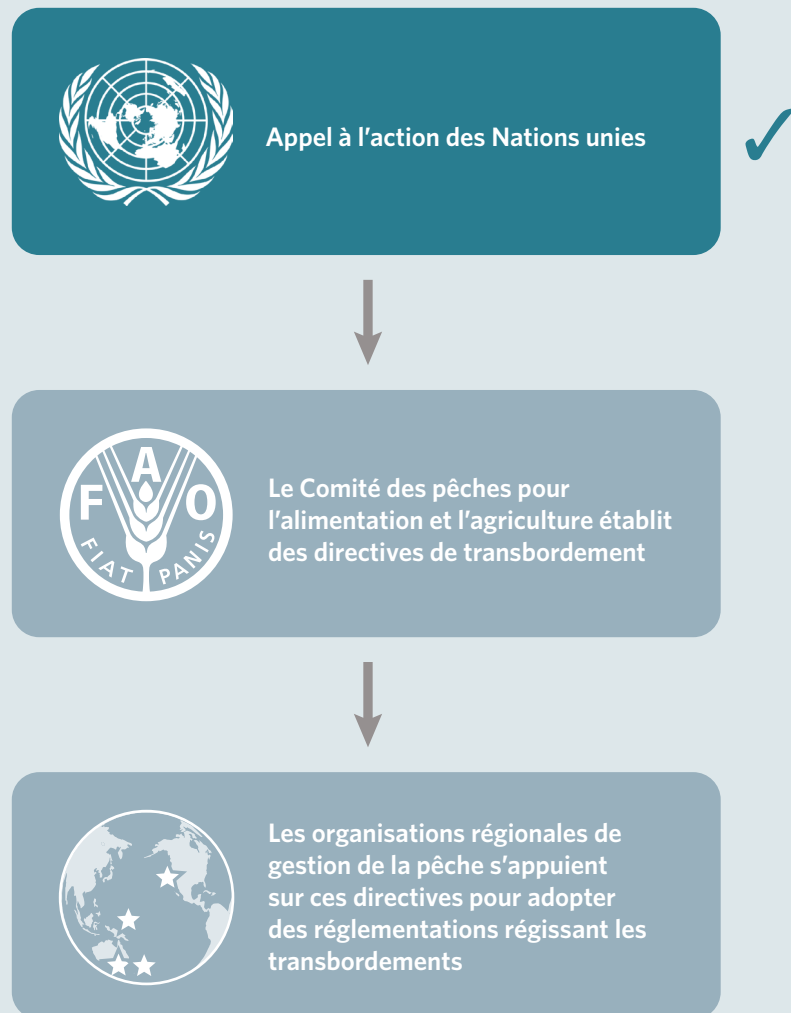 Appel à l’action des Nations unies
F A O
FIAT PANIS
Le Comité des pêches pour
l’alimentation et l’agriculture établit
des directives de transbordement
Les organisations régionales de
gestion de la pêche s’appuient
sur ces directives pour adopter
des réglementations régissant les
transbordements